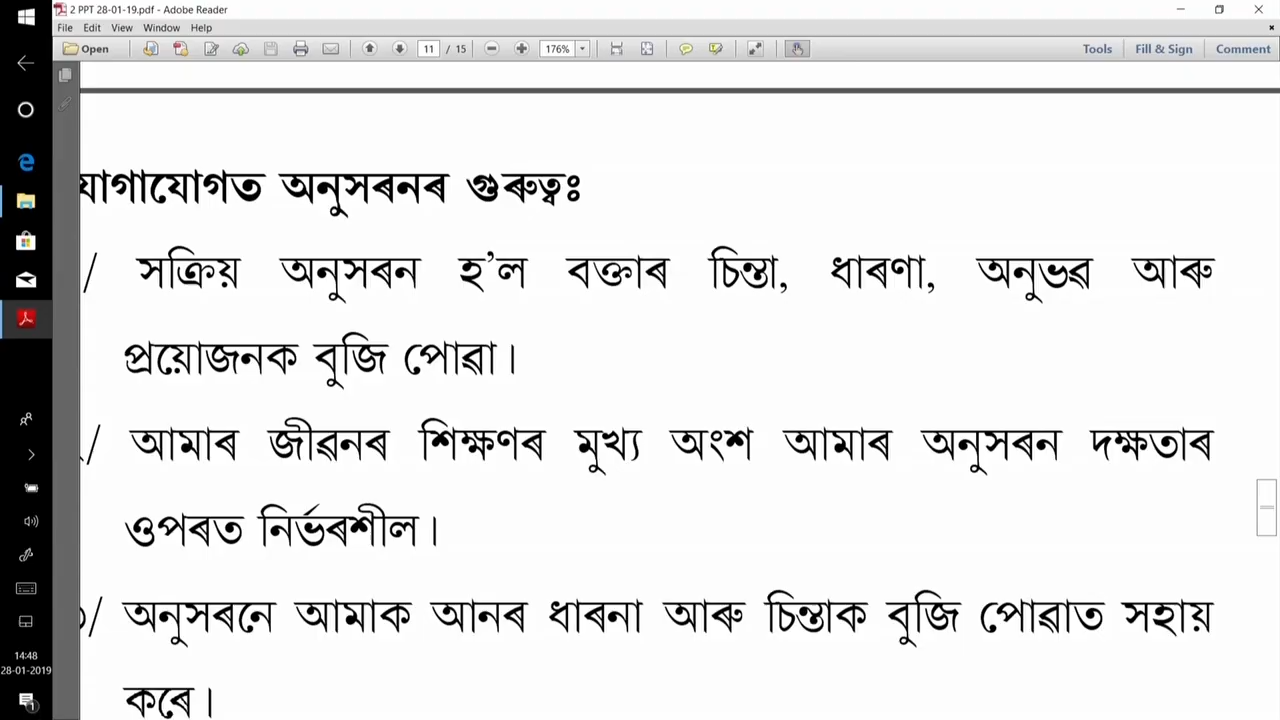 2 PPT 28-01-19.pdf - Adobe Reader
File Edit View Window Help
Open 11 / 15 176% Tools Fill & Sign Comment
অনুসৰনৰ গুৰুত্বঃ
/ সক্ৰিয় অনুসৰন হ’ল বক্তাৰ চিন্তা, ধাৰণা, অনুভৱ আৰু
প্ৰয়োজনক বুজি পোৱা।
/ আমাৰ জীৱনৰ শিক্ষণৰ মুখ্য অংশ আমাৰ অনুসৰন দক্ষতাৰ
ওপৰত নিৰ্ভৰশীল।
/ অনুসৰনে আমাক আনৰ ধাৰনা আৰু চিন্তাক বুজি পোৱাত সহায়
কৰে।
14:48
28-01-2019
1